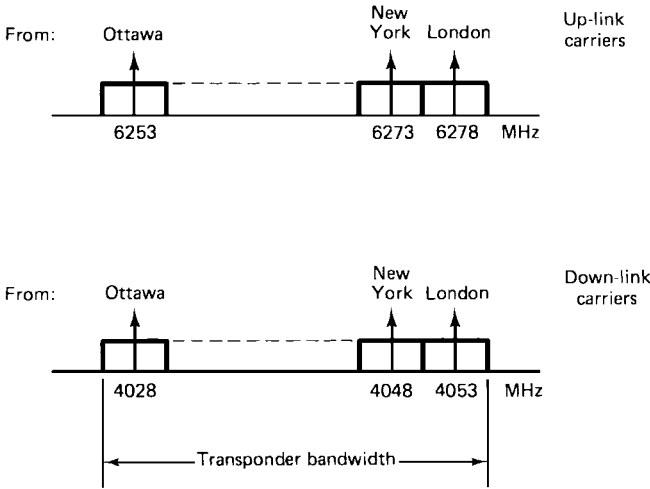 From: Ottawa New York London Up-link carriers
6253 6273 6278 MHz
From: Ottawa New York London Down-link carriers
4028 4048 4053 MHz
Transponder bandwidth